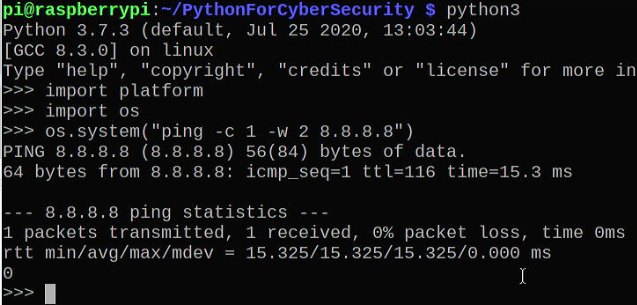 pi@raspberrypi:~/PythonForCyberSecurity $ python3
Python 3.7.3 (default, Jul 25 2020, 13:03:44)
[GCC 8.3.0] on linux
Type "help", "copyright", "credits" or "license" for more in
>>> import platform
>>> import os
>>> os.system("ping -c 1 -w 2 8.8.8.8")
PING 8.8.8.8 (8.8.8.8) 56(84) bytes of data.
64 bytes from 8.8.8.8: icmp_seq=1 ttl=116 time=15.3 ms

--- 8.8.8.8 ping statistics ---
1 packets transmitted, 1 received, 0% packet loss, time 0ms
rtt min/avg/max/mdev = 15.325/15.325/15.325/0.000 ms
0
>>>